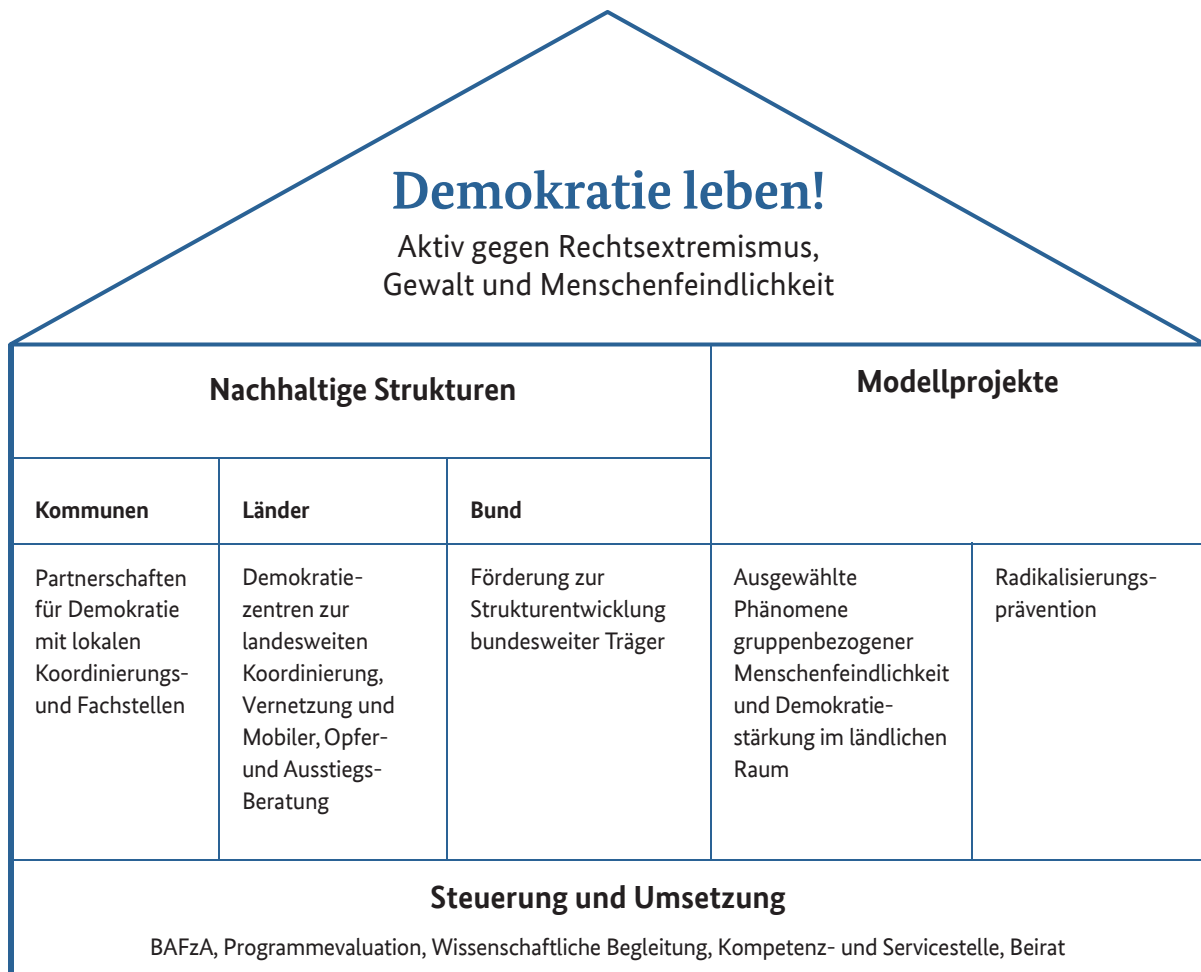 Demokratie leben!
Aktiv gegen Rechtsextremismus,
Gewalt und Menschenfeindlichkeit
Nachhaltige Strukturen
Modellprojekte
Kommunen
Länder
Bund
Partnerschaften
für Demokratie
mit lokalen
Koordinierungs-
und Fachstellen
Demokratie-
zentren zur
landesweiten
Koordinierung,
Vernetzung und
Mobiler, Opfer-
und Ausstiegs-
Beratung
Förderung zur
Strukturentwicklung
bundesweiter Träger
Ausgewählte
Phänomene
gruppenbezogener
Menschenfeindlichkeit
und Demokratie-
stärkung im ländlichen
Raum
Radikalisierungs-
prävention
Steuerung und Umsetzung
BAFzA, Programmevaluation, Wissenschaftliche Begleitung, Kompetenz- und Servicestelle, Beirat